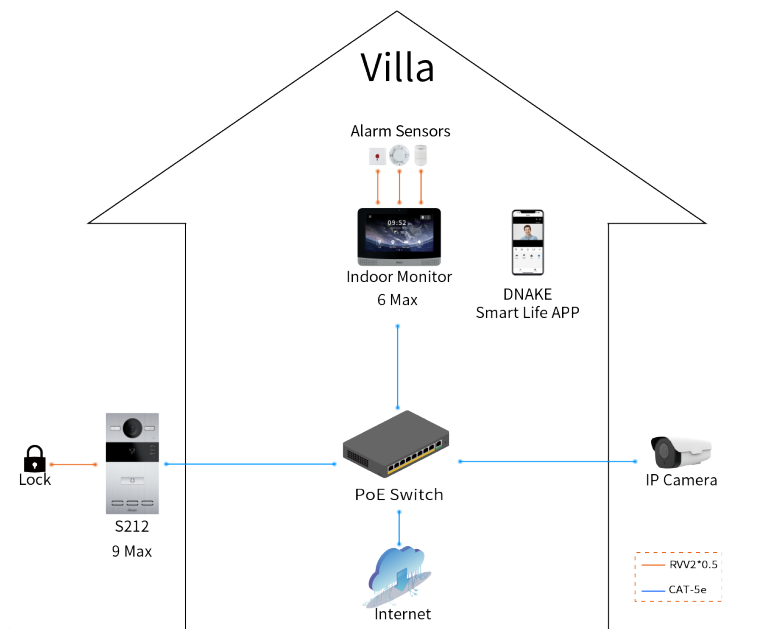 Villa
Alarm Sensors
09:52
Indoor Monitor
6 Max
DNAKE
Smart Life APP
Lock
S212
9 Max
PoE Switch
IP Camera
Internet
RVV2*0.5
CAT-5e